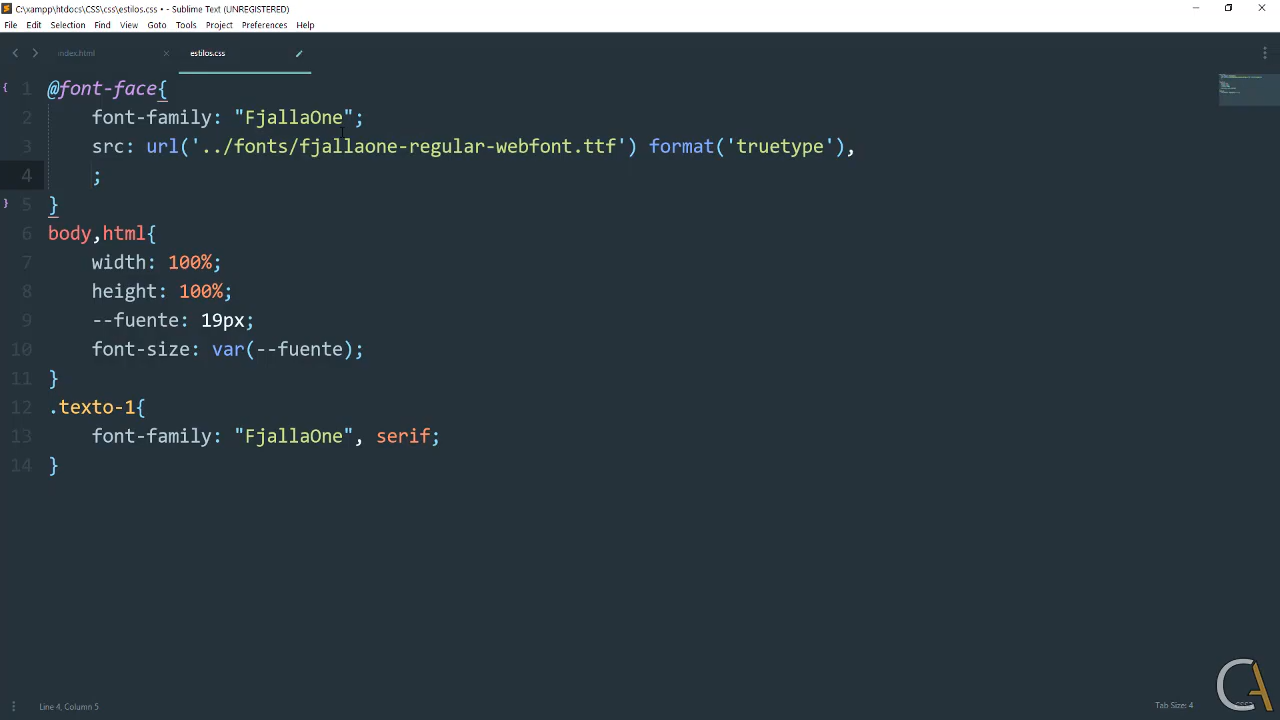 C:\xampp\htdocs\CSS\css\estilos.css • - Sublime Text (UNREGISTERED)
File Edit Selection Find View Goto Tools Project Preferences Help
index.html × estilos.css
1 @font-face{
2 font-family: "FjallaOne";
3 src: url('../fonts/fjallaone-regular-webfont.ttf') format('truetype'),
4 ;
5 }
6 body,html{
7 width: 100%;
8 height: 100%;
9 --fuente: 19px;
10 font-size: var(--fuente);
11 }
12 .texto-1{
13 font-family: "FjallaOne", serif;
14 }
Line 4, Column 5
Tab Size: 4
CA